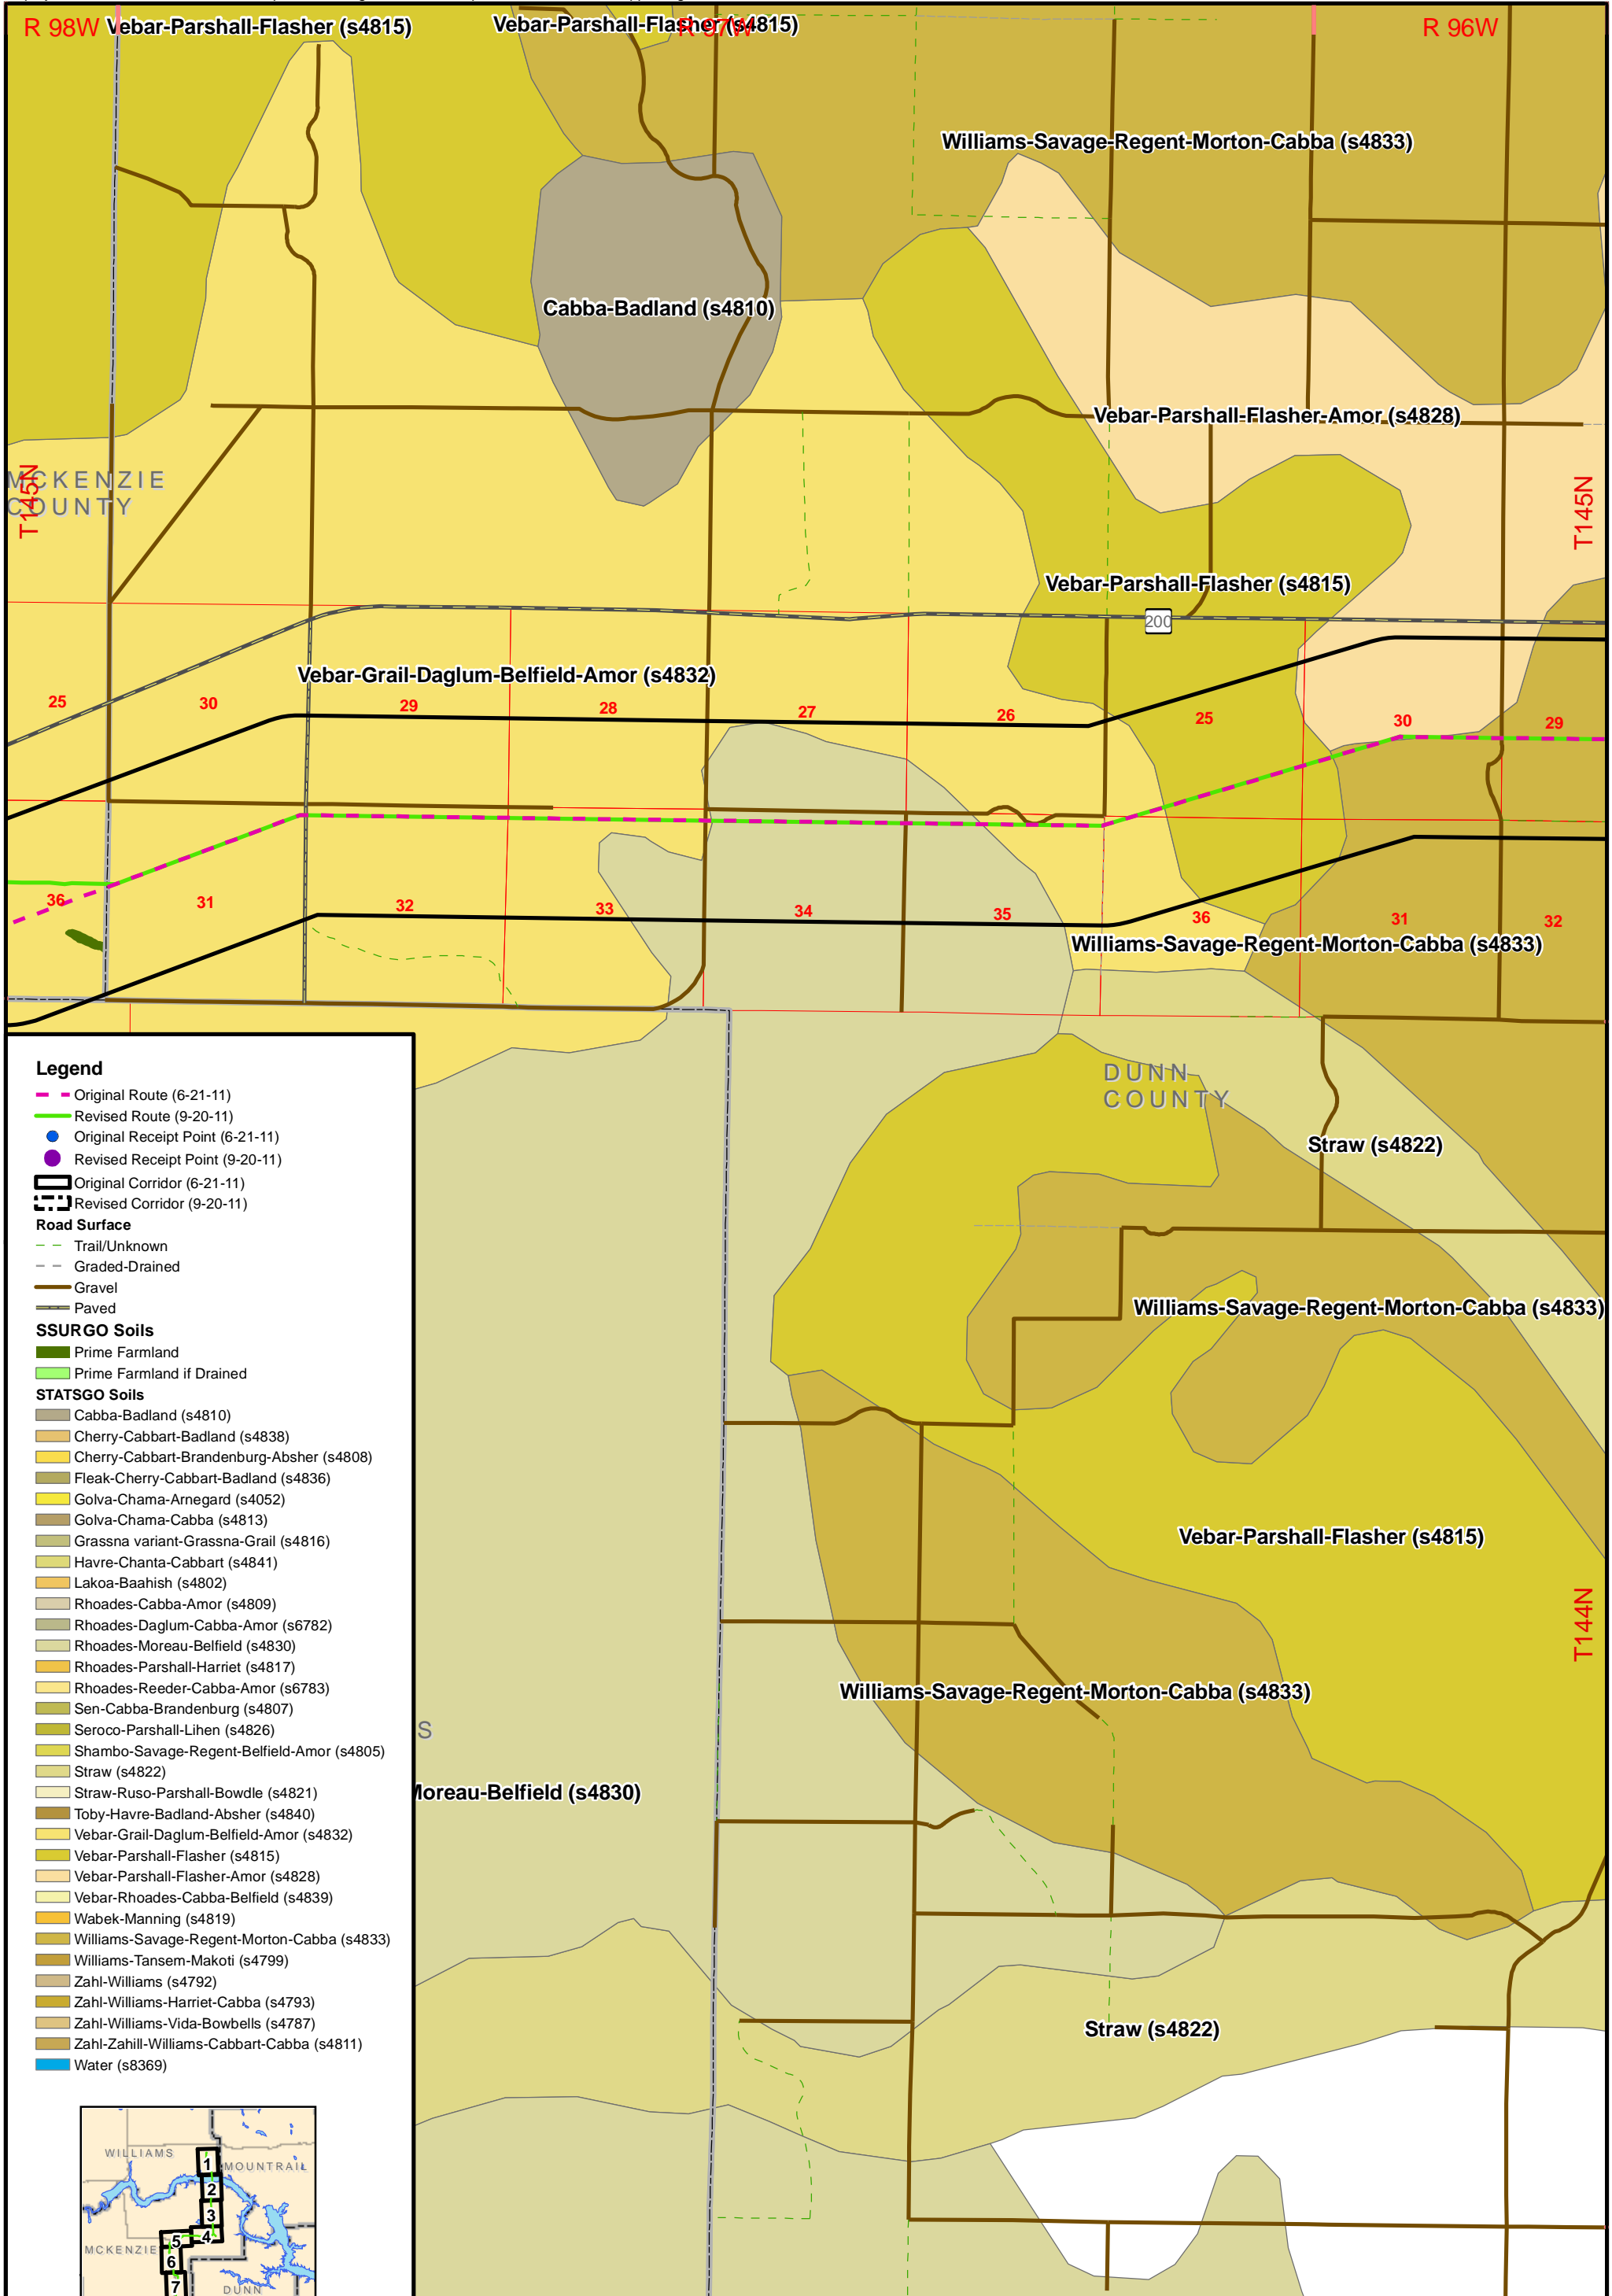 R 98W
Vebar-Parshall-Flasher (s4815)
Vebar-Parshall-Flasher (s4815)
R 97W
R 96W
Williams-Savage-Regent-Morton-Cabba (s4833)
Cabba-Badland (s4810)
Vebar-Parshall-Flasher-Amor (s4828)
MCKENZIE
COUNTY
T145N
T145N
Vebar-Parshall-Flasher (s4815)
200
Vebar-Grail-Daglum-Belfield-Amor (s4832)
25
30
29
28
27
26
25
30
29
36
31
32
33
34
35
36
31
32
Williams-Savage-Regent-Morton-Cabba (s4833)
DUNN
COUNTY
Straw (s4822)
Williams-Savage-Regent-Morton-Cabba (s4833)
Vebar-Parshall-Flasher (s4815)
T144N
Williams-Savage-Regent-Morton-Cabba (s4833)
S
Moreau-Belfield (s4830)
Straw (s4822)
Legend
Original Route (6-21-11)
Revised Route (9-20-11)
Original Receipt Point (6-21-11)
Revised Receipt Point (9-20-11)
Original Corridor (6-21-11)
Revised Corridor (9-20-11)
Road Surface
Trail/Unknown
Graded-Drained
Gravel
Paved
SSURGO Soils
Prime Farmland
Prime Farmland if Drained
STATSGO Soils
Cabba-Badland (s4810)
Cherry-Cabbart-Badland (s4838)
Cherry-Cabbart-Brandenburg-Absher (s4808)
Fleak-Cherry-Cabbart-Badland (s4836)
Golva-Chama-Arnegard (s4052)
Golva-Chama-Cabba (s4813)
Grassna variant-Grassna-Grail (s4816)
Havre-Chanta-Cabbart (s4841)
Lakoa-Baahish (s4802)
Rhoades-Cabba-Amor (s4809)
Rhoades-Daglum-Cabba-Amor (s6782)
Rhoades-Moreau-Belfield (s4830)
Rhoades-Parshall-Harriet (s4817)
Rhoades-Reeder-Cabba-Amor (s6783)
Sen-Cabba-Brandenburg (s4807)
Seroco-Parshall-Lihen (s4826)
Shambo-Savage-Regent-Belfield-Amor (s4805)
Straw (s4822)
Straw-Ruso-Parshall-Bowdle (s4821)
Toby-Havre-Badland-Absher (s4840)
Vebar-Grail-Daglum-Belfield-Amor (s4832)
Vebar-Parshall-Flasher (s4815)
Vebar-Parshall-Flasher-Amor (s4828)
Vebar-Rhoades-Cabba-Belfield (s4839)
Wabek-Manning (s4819)
Williams-Savage-Regent-Morton-Cabba (s4833)
Williams-Tansem-Makoti (s4799)
Zahl-Williams (s4792)
Zahl-Williams-Harriet-Cabba (s4793)
Zahl-Williams-Vida-Bowbells (s4787)
Zahl-Zahill-Williams-Cabbart-Cabba (s4811)
Water (s8369)
WILLIAMS
1
MOUNTRAIL
2
3
4
5
MCKENZIE
6
7
DUNN